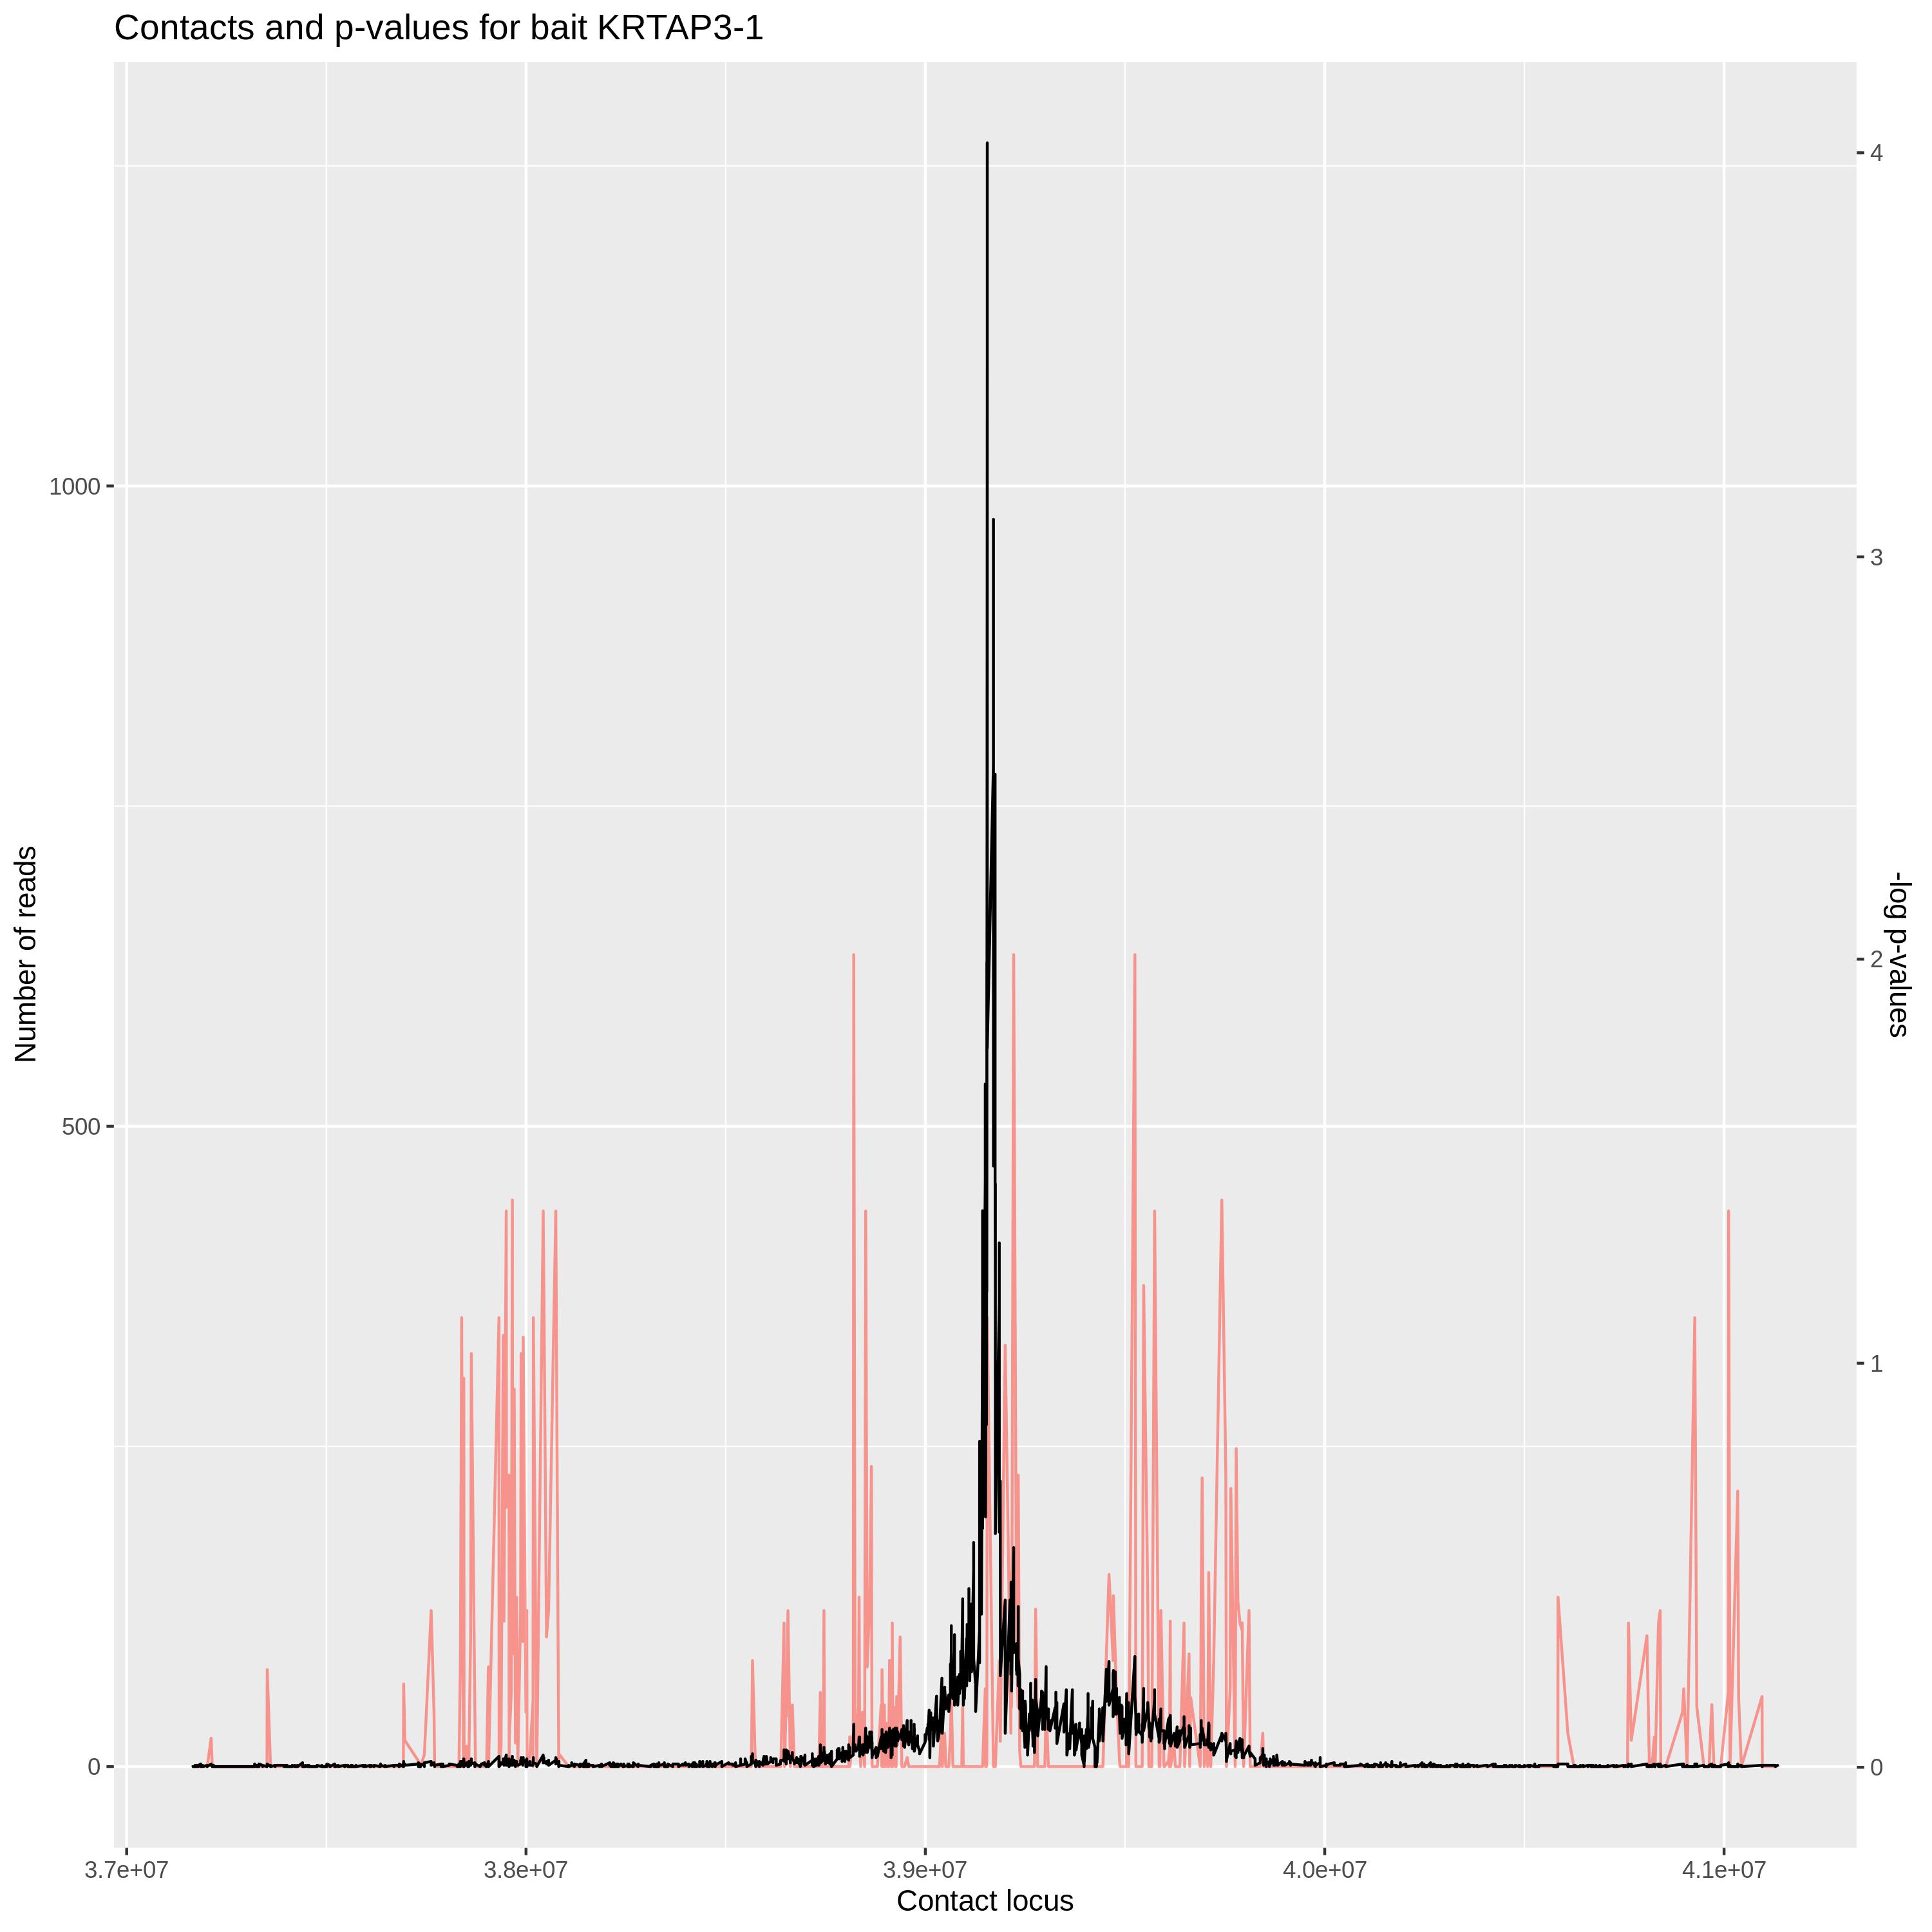 Contacts and p-values for bait KRTAP3-1
4
1000
3
Number of reads
-log p-values
2
500
1
0
0
3.7e+07
3.8e+07
3.9e+07
4.0e+07
4.1e+07
Contact locus